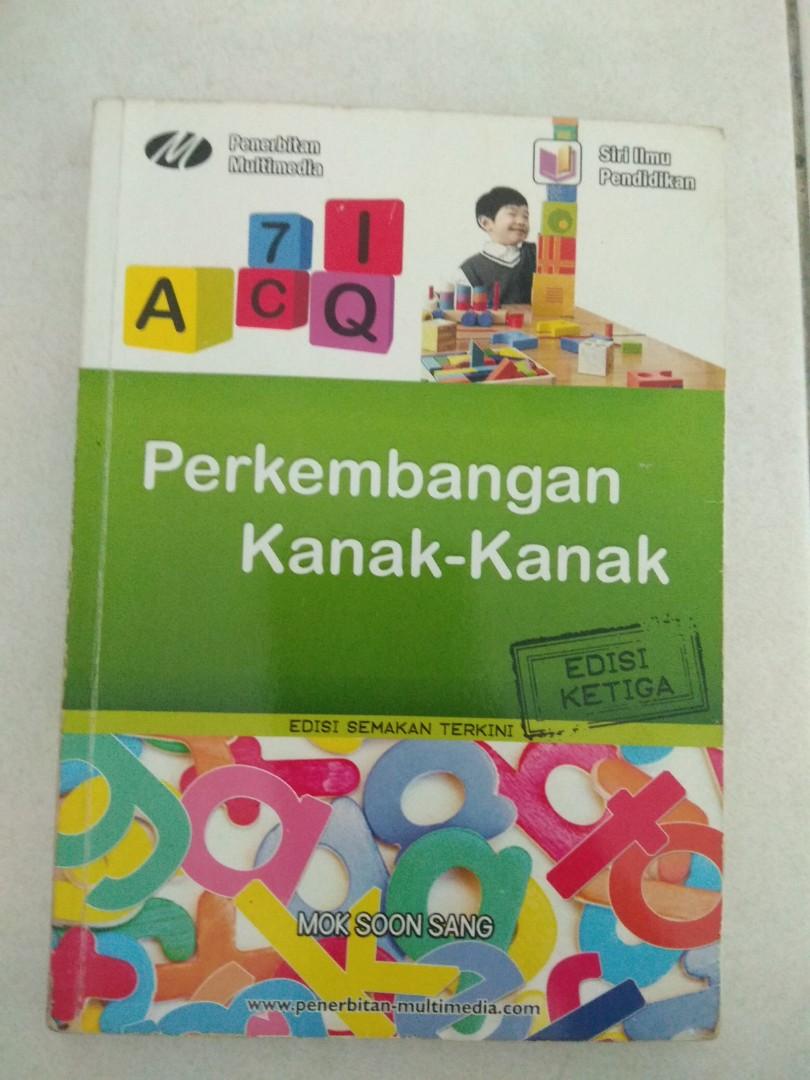 Penerbitan
Multimedia
Siri Ilmu
Pendidikan
7 I
A C Q
Perkembangan
Kanak-Kanak
EDISI
KETIGA
EDISI SEMAKAN TERKINI
MOK SOON SANG
www.penerbitan-multimedia.com